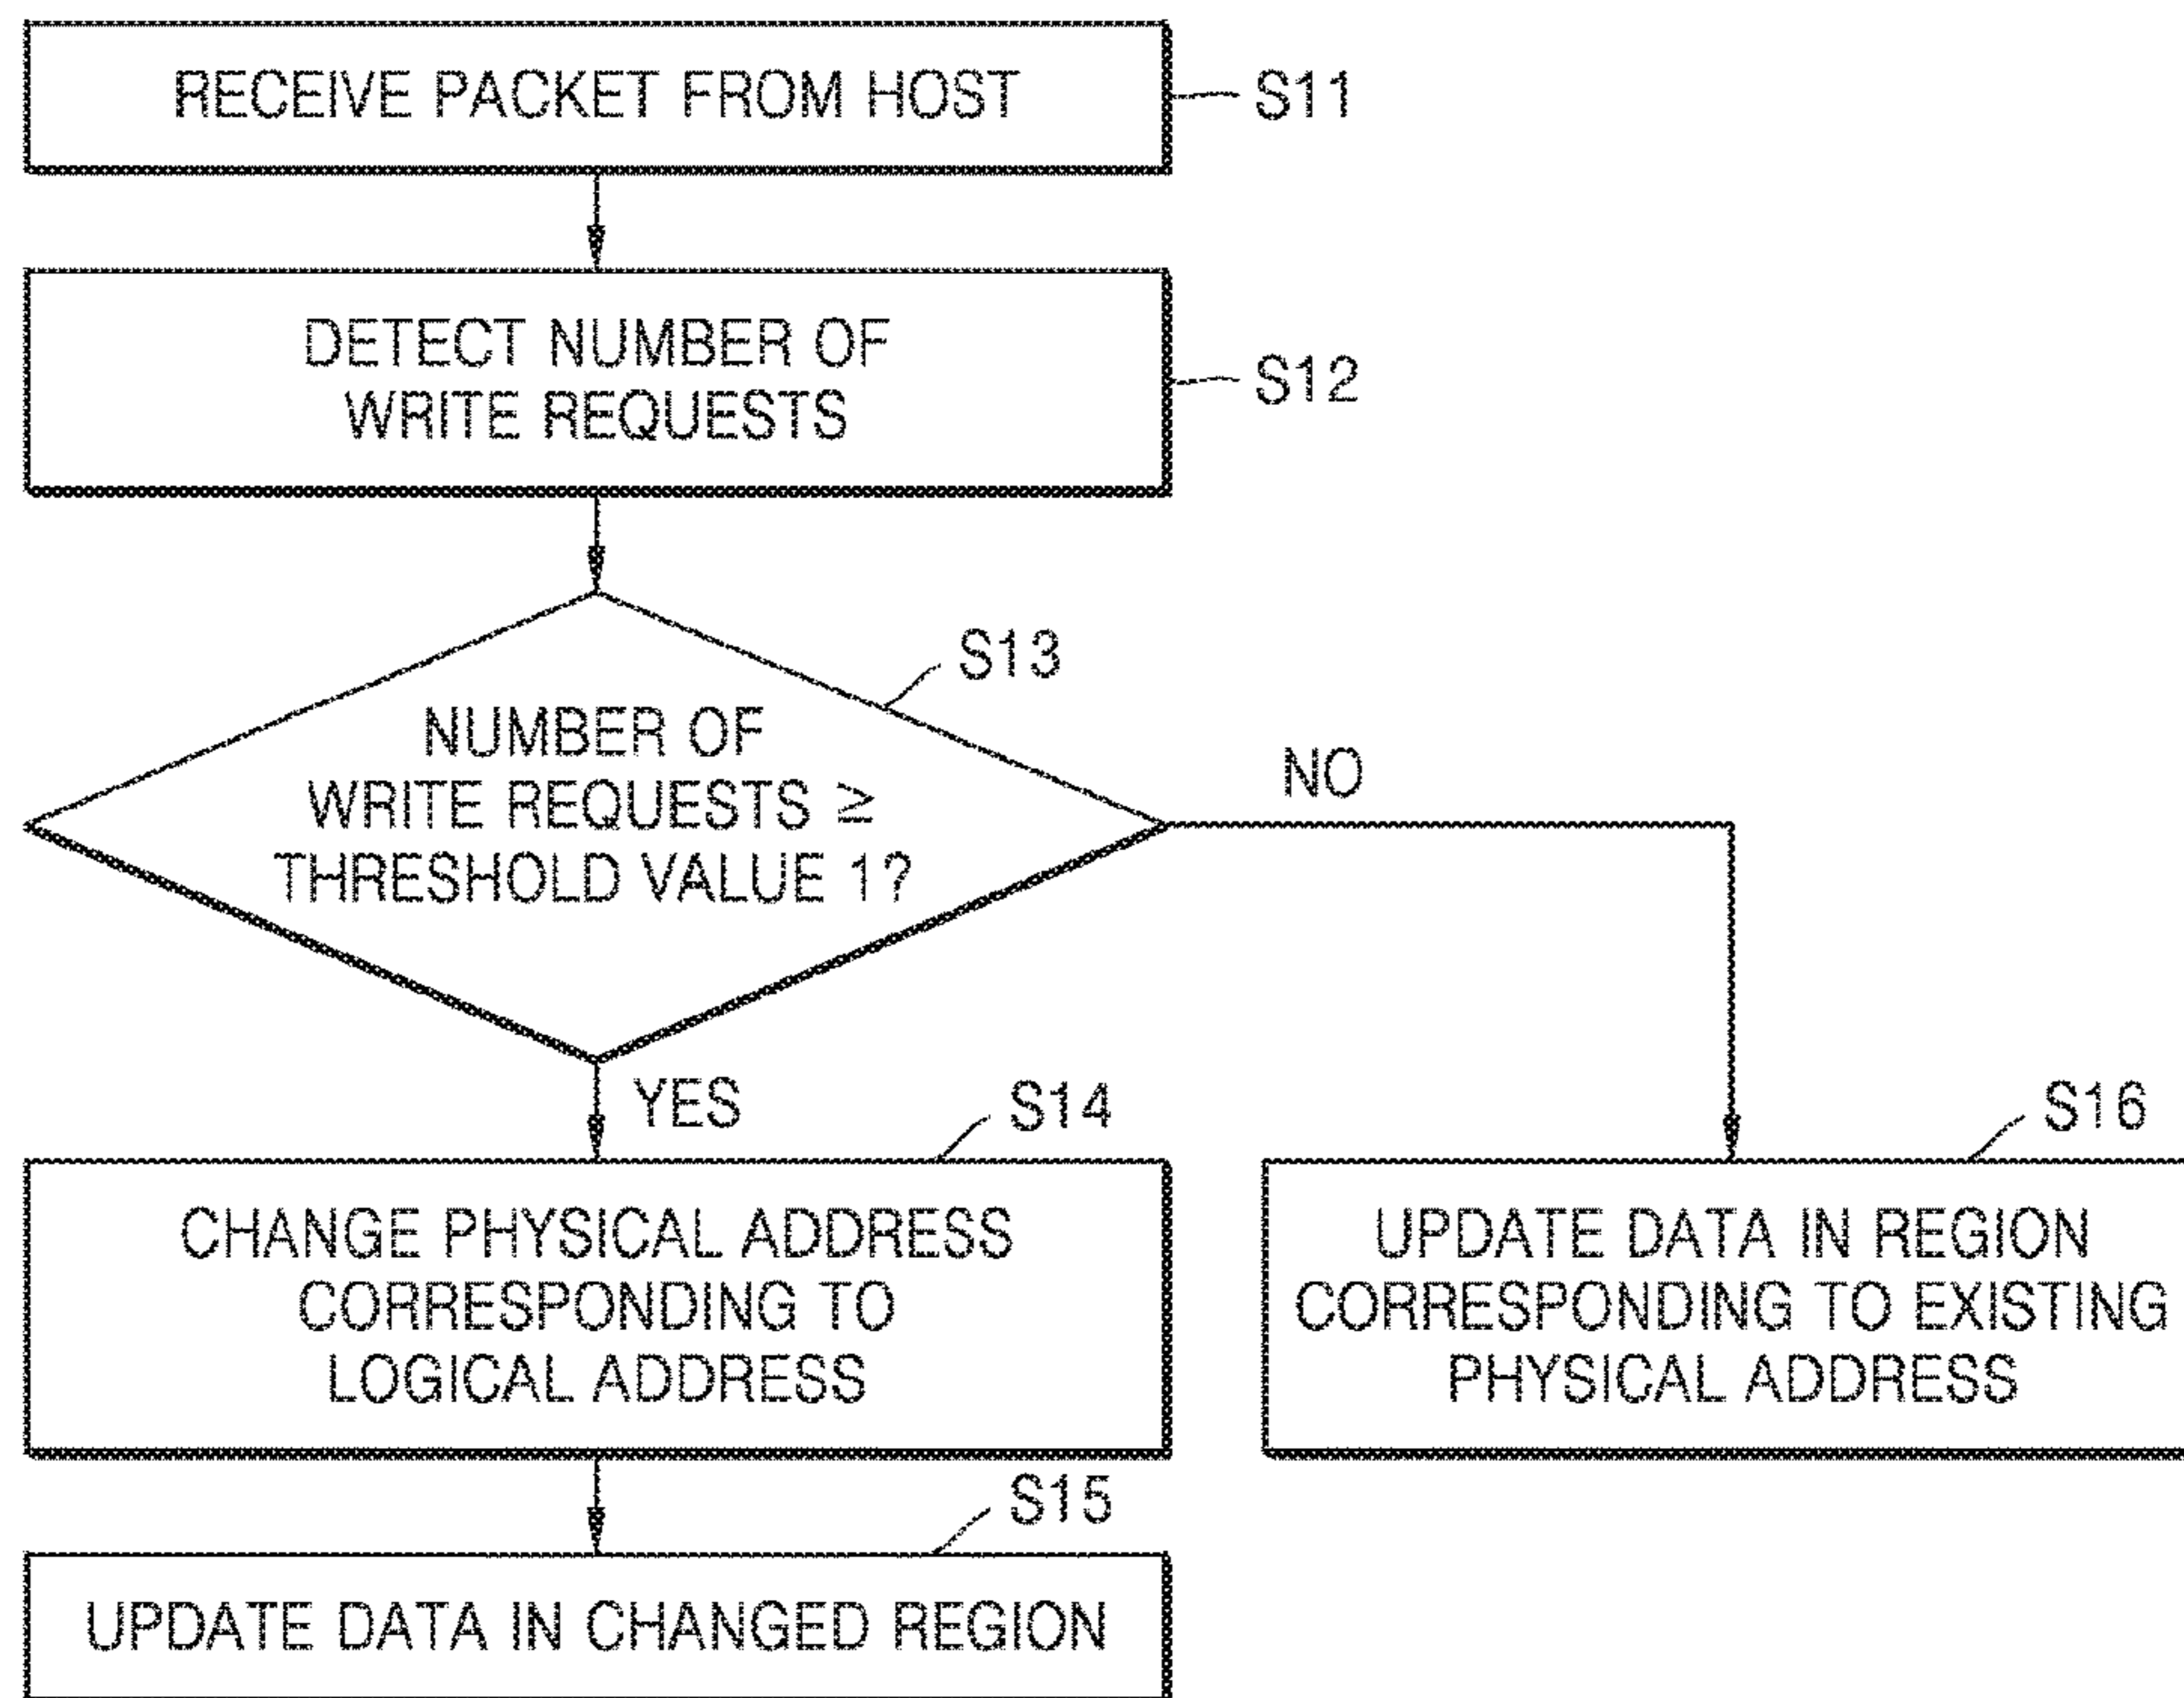 RECEIVE PACKET FROM HOST
S11
DETECT NUMBER OF
WRITE REQUESTS
S12
S13
NUMBER OF
WRITE REQUESTS ≥
THRESHOLD VALUE 1?
NO
YES
S14
CHANGE PHYSICAL ADDRESS
CORRESPONDING TO
LOGICAL ADDRESS
S16
UPDATE DATA IN REGION
CORRESPONDING TO EXISTING
PHYSICAL ADDRESS
S15
UPDATE DATA IN CHANGED REGION